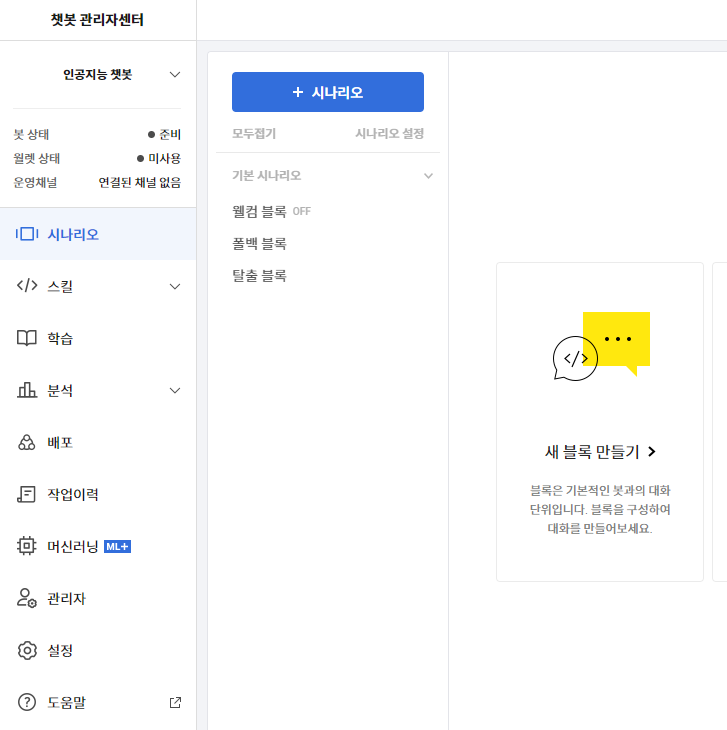 챗봇 관리자센터
인공지능 챗봇
봇 상태 준비
월렛 상태 미사용
운영채널 연결된 채널 없음
시나리오
스킬
학습
분석
배포
작업이력
머신러닝 ML+
관리자
설정
도움말
+ 시나리오
모두접기 시나리오 설정
기본 시나리오
웰컴 블록 OFF
폴백 블록
탈출 블록
새 블록 만들기
블록은 기본적인 봇과의 대화
단위입니다. 블록을 구성하여
대화를 만들어보세요.